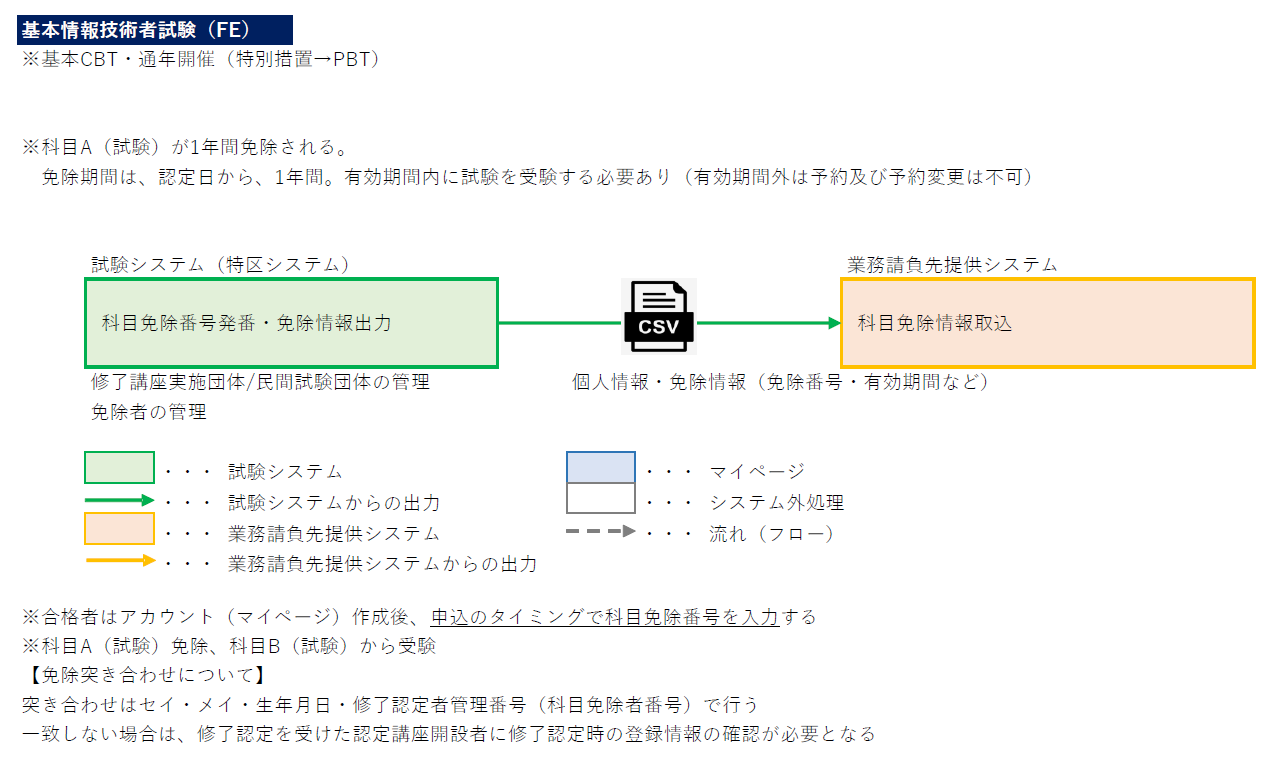 基本情報技術者試験（FE）
※基本CBT・通年開催（特別措置→PBT）
※科目A（試験）が1年間免除される。
免除期間は、認定日から、1年間。有効期間内に試験を受験する必要あり（有効期間外は予約及び予約変更は不可）
試験システム（特区システム）
業務請負先提供システム
科目免除番号発番・免除情報出力
CSV
科目免除情報取込
修了講座実施団体/民間試験団体の管理
個人情報・免除情報（免除番号・有効期間など）
免除者の管理
・・・ 試験システム
・・・ マイページ
・・・ 試験システムからの出力
・・・ システム外処理
・・・ 業務請負先提供システム
・・・ 流れ（フロー）
・・・ 業務請負先提供システムからの出力
※合格者はアカウント（マイページ）作成後、申込のタイミングで科目免除番号を入力する
※科目A（試験）免除、科目B（試験）から受験
【免除突き合わせについて】
突き合わせはセイ・メイ・生年月日・修了認定者管理番号（科目免除者番号）で行う
一致しない場合は、修了認定を受けた認定講座開設者に修了認定時の登録情報の確認が必要となる